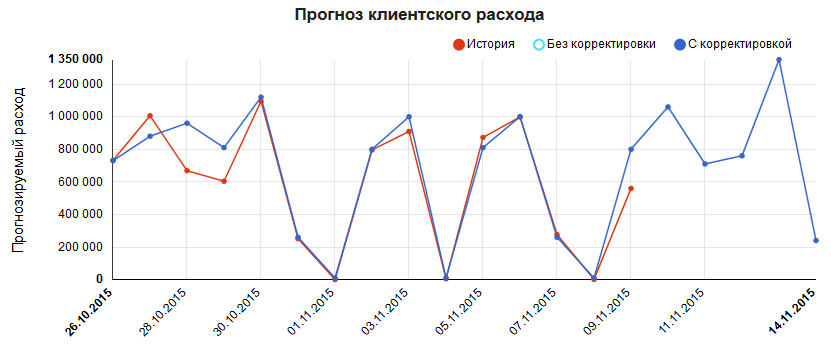 Прогноз клиентского расхода
История Без корректировки С корректировкой
Прогнозируемый расход
1 350 000
1 200 000
1 000 000
800 000
600 000
400 000
200 000
0
26.10.2015
28.10.2015
30.10.2015
01.11.2015
03.11.2015
05.11.2015
07.11.2015
09.11.2015
11.11.2015
14.11.2015